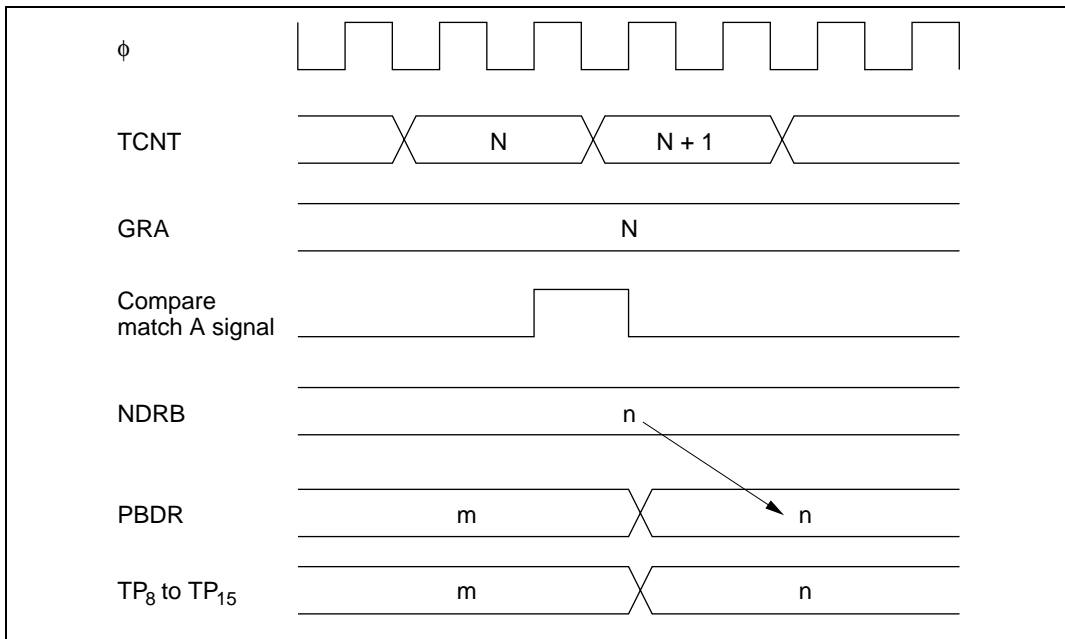 ϕ
TCNT
N
N + 1
GRA
N
Compare
match A signal
NDRB
n
PBDR
m
n
TP8 to TP15
m
n